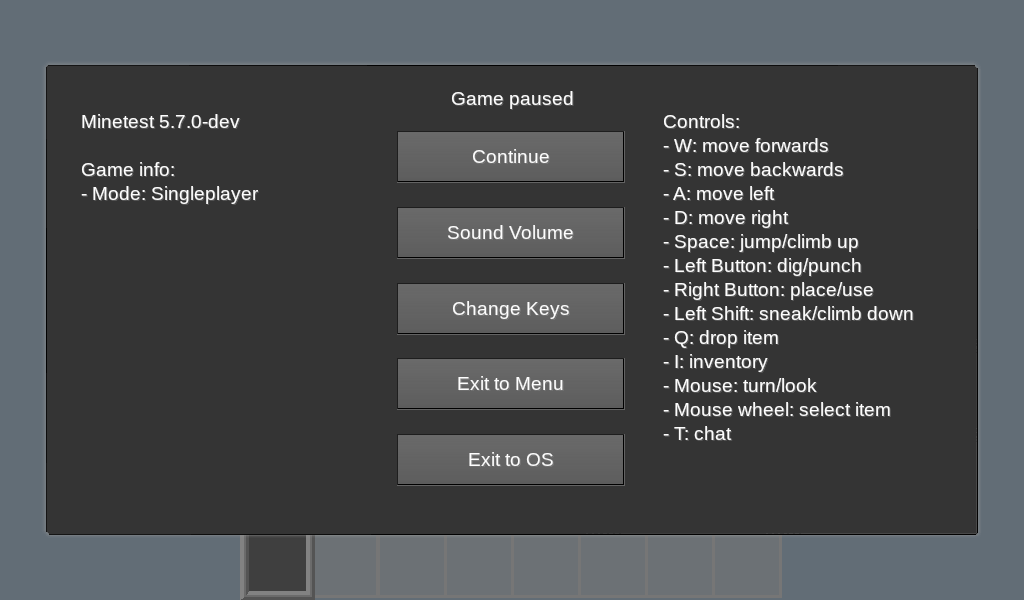 Game paused
Minetest 5.7.0-dev
Game info:
- Mode: Singleplayer
Continue
Sound Volume
Change Keys
Exit to Menu
Exit to OS
Controls:
- W: move forwards
- S: move backwards
- A: move left
- D: move right
- Space: jump/climb up
- Left Button: dig/punch
- Right Button: place/use
- Left Shift: sneak/climb down
- Q: drop item
- I: inventory
- Mouse: turn/look
- Mouse wheel: select item
- T: chat